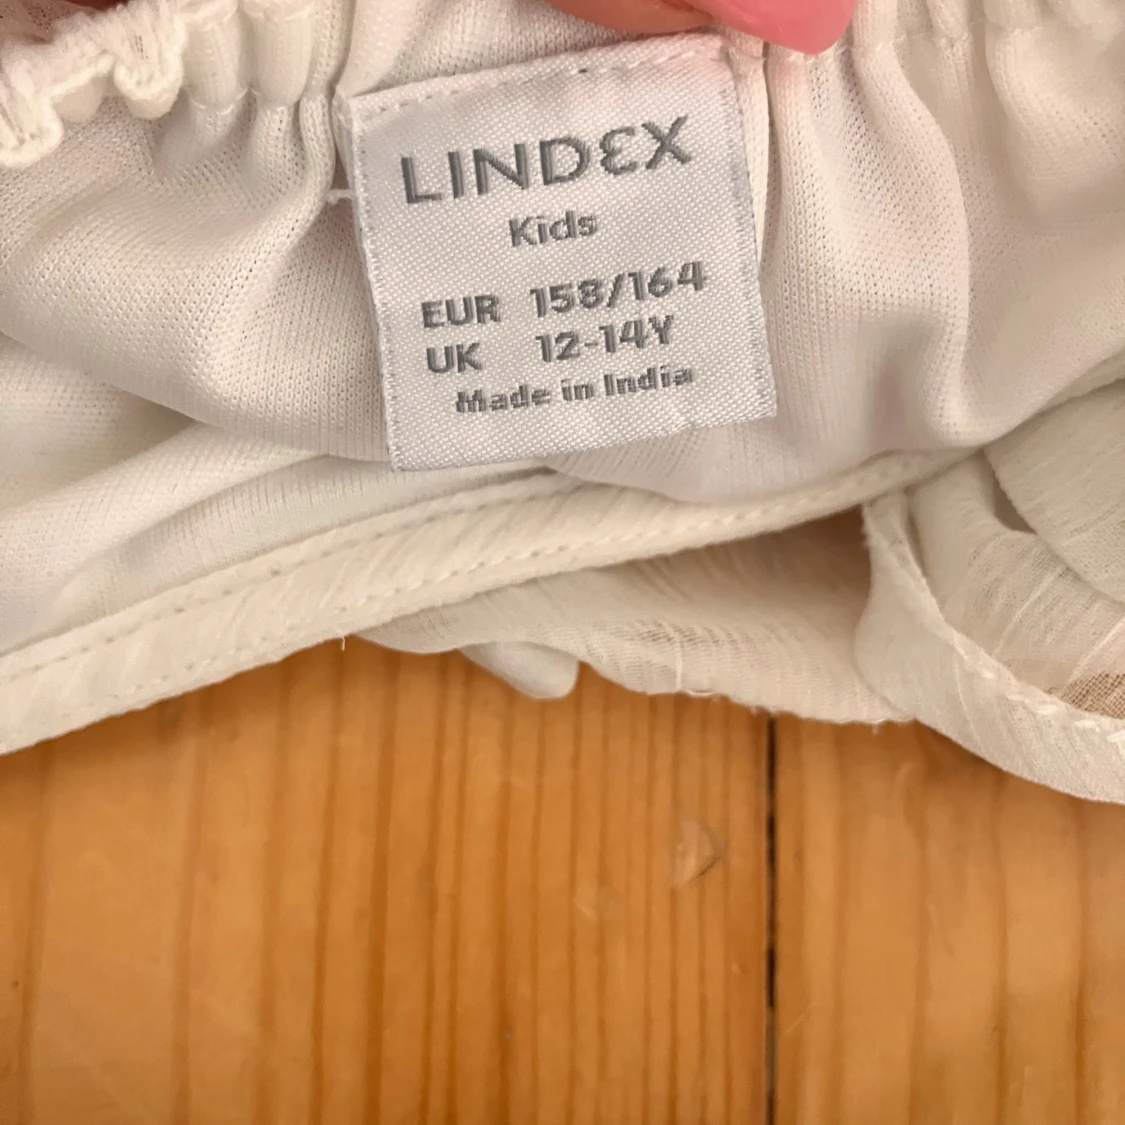 LINDEX
Kids
EUR 158/164
UK 12-14Y
Made in India